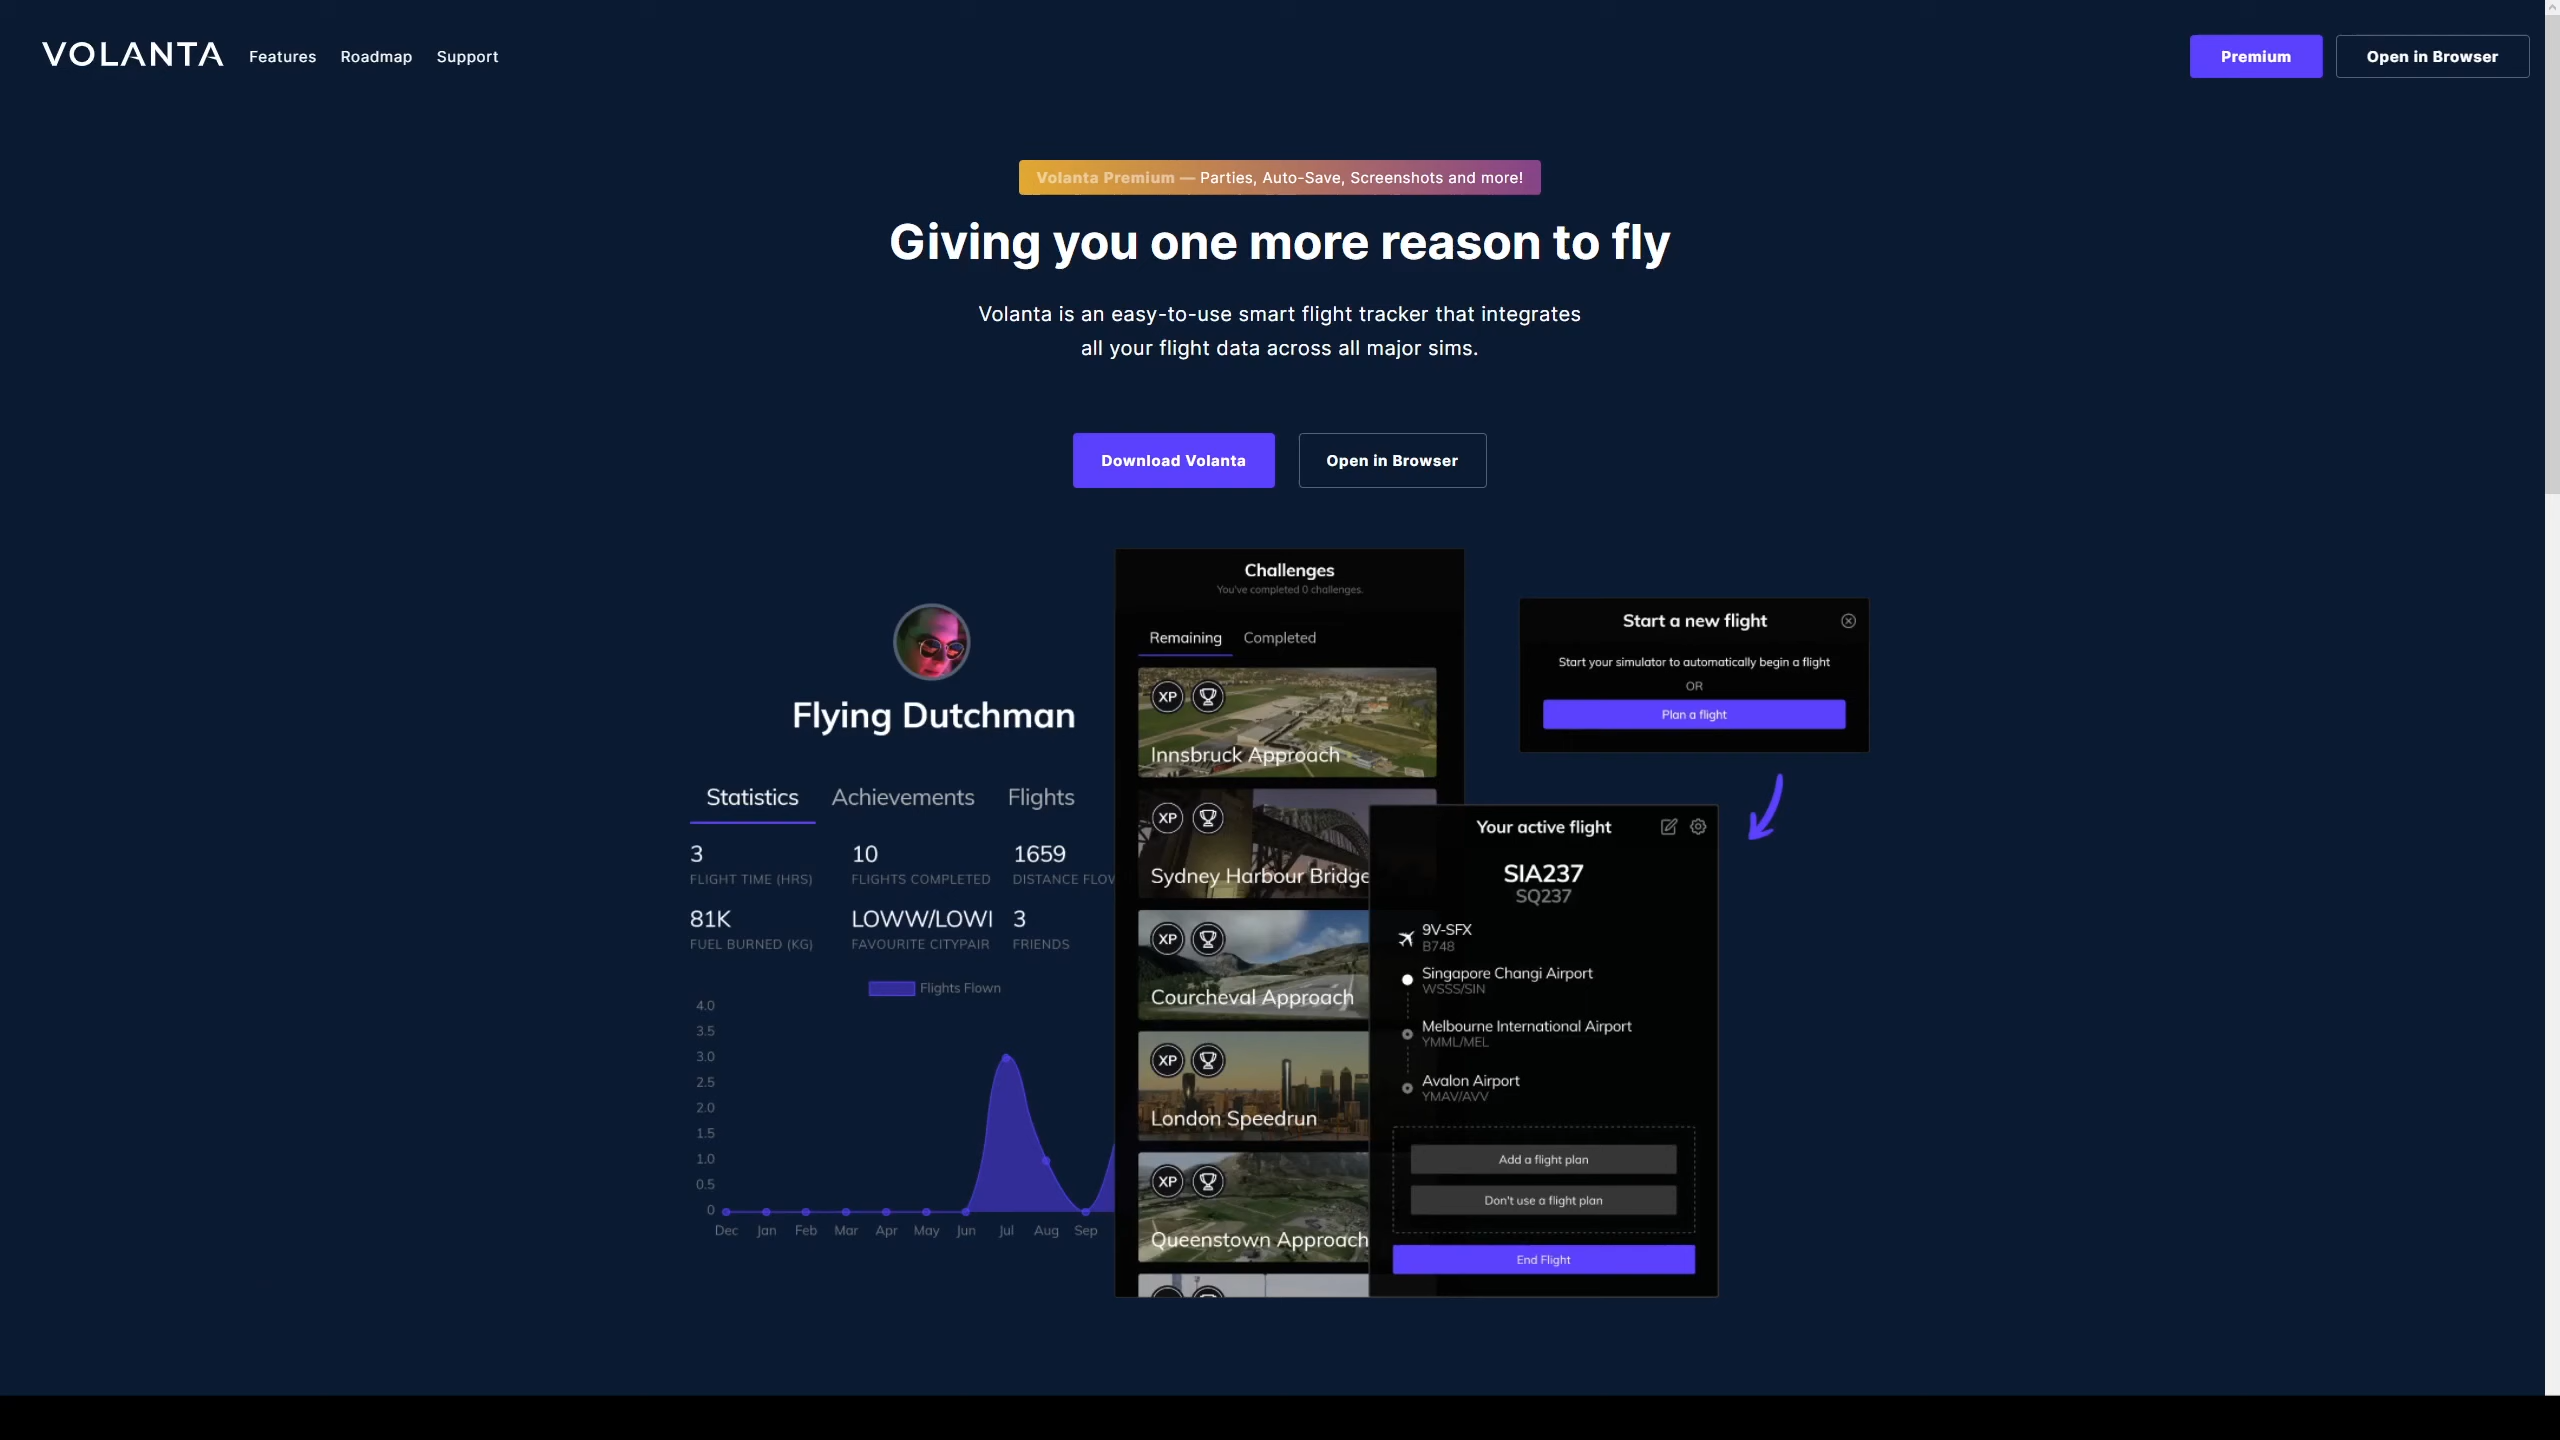 VOLANTA
Features
Roadmap
Support
Premium
Open in Browser
Volanta Premium — Parties, Auto-Save, Screenshots and more!
Giving you one more reason to fly
Volanta is an easy-to-use smart flight tracker that integrates
all your flight data across all major sims.
Download Volanta
Open in Browser
Flying Dutchman
Statistics
Achievements
Flights
3
FLIGHT TIME (HRS)
10
FLIGHTS COMPLETED
1659
DISTANCE FLOW
81K
FUEL BURNED (KG)
LOWW/LOWI
FAVOURITE CITYPAIR
3
FRIENDS
Flights Flown
4.0
3.5
3.0
2.5
2.0
1.5
1.0
0.5
0
Dec Jan Feb Mar Apr May Jun Jul Aug Sep
Challenges
You've completed 0 challenges.
Remaining
Completed
XP
Innsbruck Approach
XP
Sydney Harbour Bridge
XP
Courcheval Approach
XP
London Speedrun
XP
Queenstown Approach
Start a new flight
Start your simulator to automatically begin a flight
OR
Plan a flight
Your active flight
SIA237
SQ237
9V-SFX
B748
Singapore Changi Airport
WSSS/SIN
Melbourne International Airport
YMML/MEL
Avalon Airport
YMAV/AVV
Add a flight plan
Don't use a flight plan
End Flight